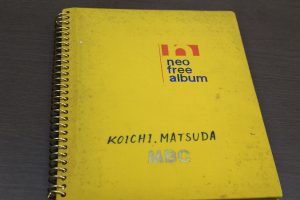 n
neo
free
album
KOICHI. MATSUDA
MBC